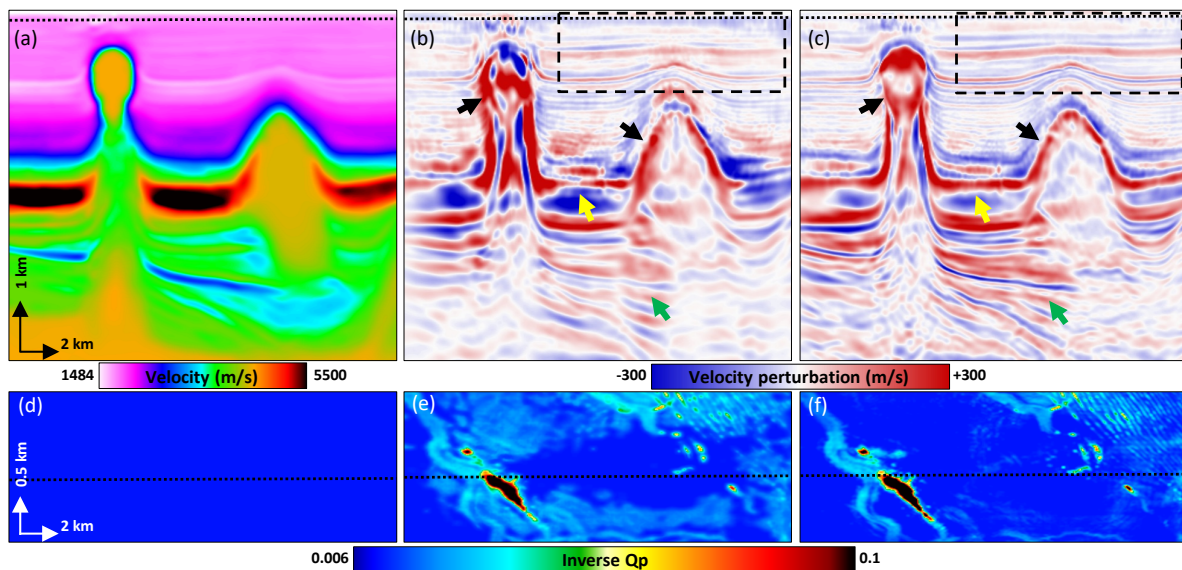 (a)
(b)
(c)
1 km
2 km
1484 Velocity (m/s) 5500
-300 Velocity perturbation (m/s) +300
(d)
(e)
(f)
0.5 km
2 km
0.006 Inverse Qp 0.1